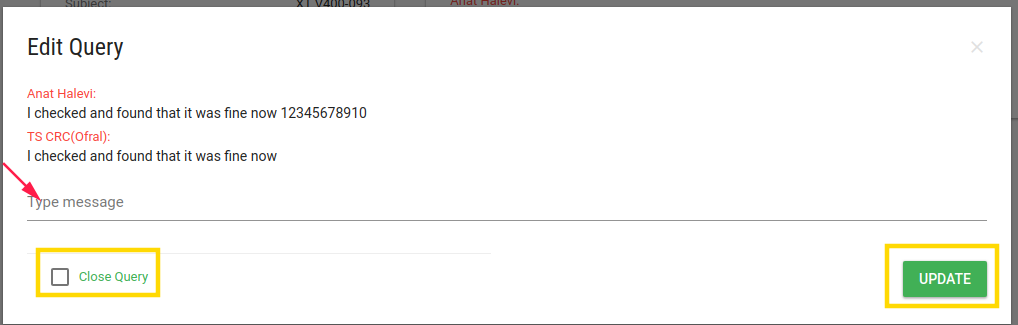 Subject: XT V400-093 Anat Halevi:
Edit Query
×
Anat Halevi:
I checked and found that it was fine now 12345678910
TS CRC(Ofral):
I checked and found that it was fine now
Type message
Close Query
UPDATE